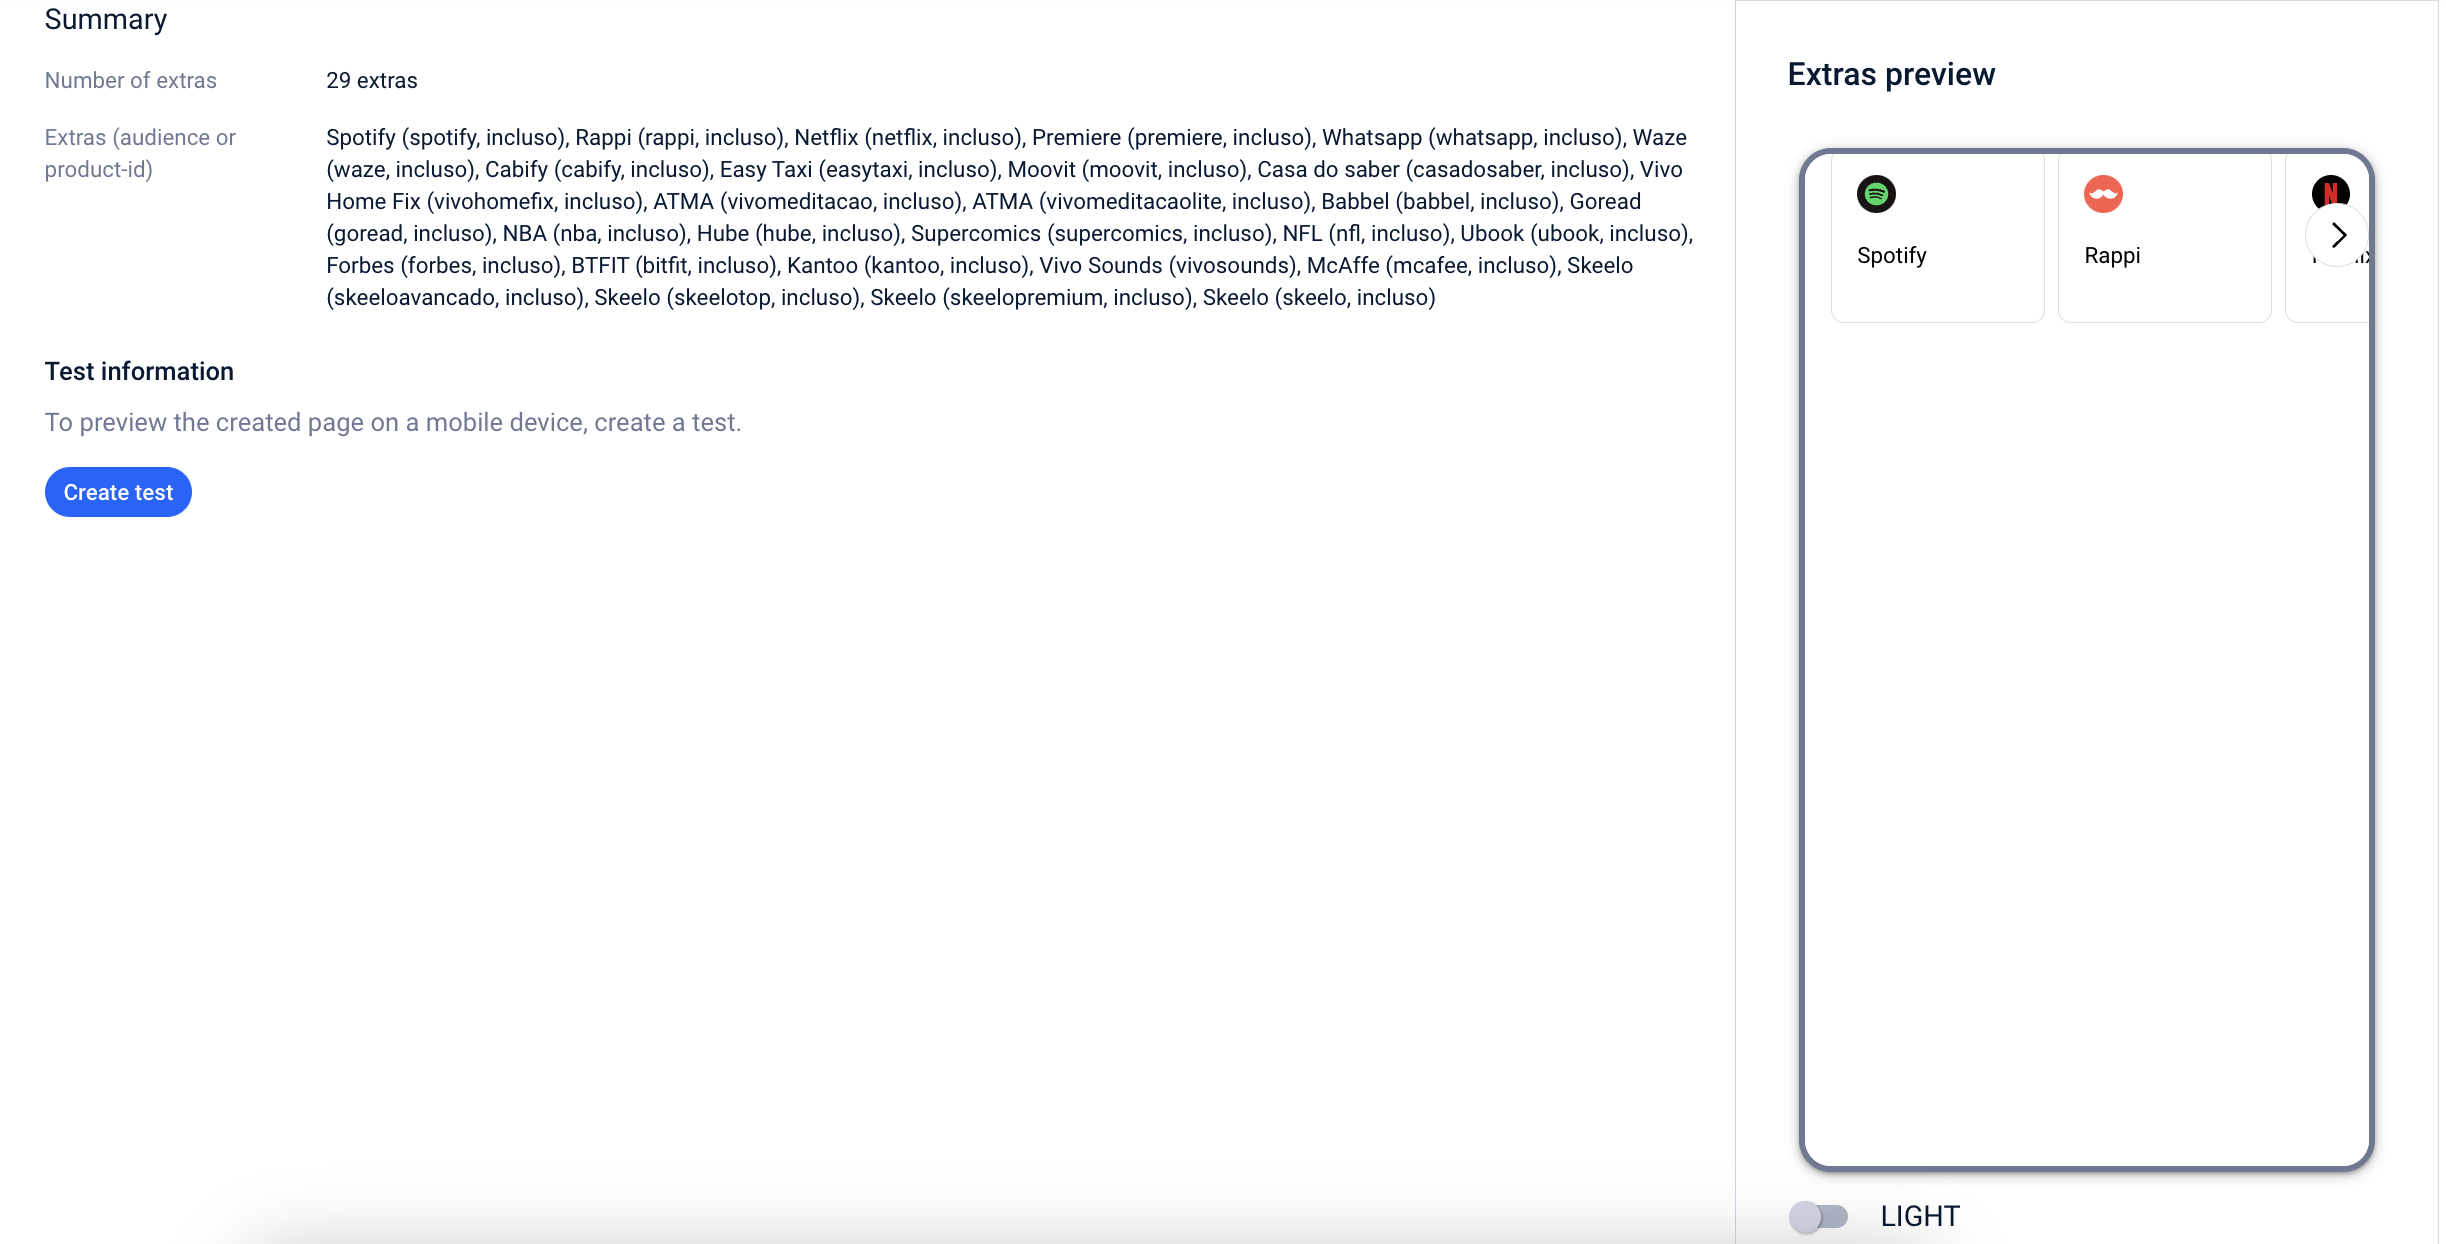 Summary
Number of extras
29 extras
Extras (audience or
product-id)
Spotify (spotify, incluso), Rappi (rappi, incluso), Netflix (netflix, incluso), Premiere (premiere, incluso), Whatsapp (whatsapp, incluso), Waze
(waze, incluso), Cabify (cabify, incluso), Easy Taxi (easytaxi, incluso), Moovit (moovit, incluso), Casa do saber (casadosaber, incluso), Vivo
Home Fix (vivohomefix, incluso), ATMA (vivomeditacao, incluso), ATMA (vivomeditacaolite, incluso), Babbel (babbel, incluso), Goread
(goread, incluso), NBA (nba, incluso), Hube (hube, incluso), Supercomics (supercomics, incluso), NFL (nfl, incluso), Ubook (ubook, incluso),
Forbes (forbes, incluso), BTFIT (bitfit, incluso), Kantoo (kantoo, incluso), Vivo Sounds (vivosounds), McAffe (mcafee, incluso), Skeelo
(skeeloavancado, incluso), Skeelo (skeelotop, incluso), Skeelo (skeelopremium, incluso), Skeelo (skeelo, incluso)
Test information
To preview the created page on a mobile device, create a test.
Create test
Extras preview
Spotify
Rappi
LIGHT